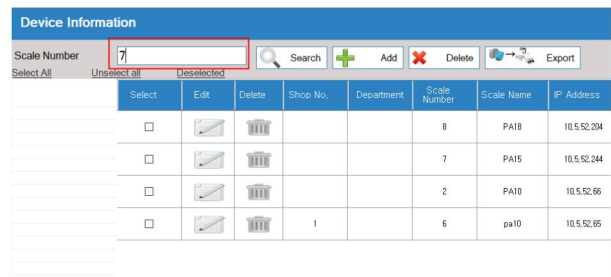 Device Information
Scale Number 7 Search Add Delete Export
Select All Unselect all Deselected
Select Edit Delete Shop No. Department Scale Number Scale Name IP Address
8 PA18 10,5,52,204
7 PA15 10,5,52,244
2 PA10 10,5,52,66
1 6 pa10 10,5,52,65